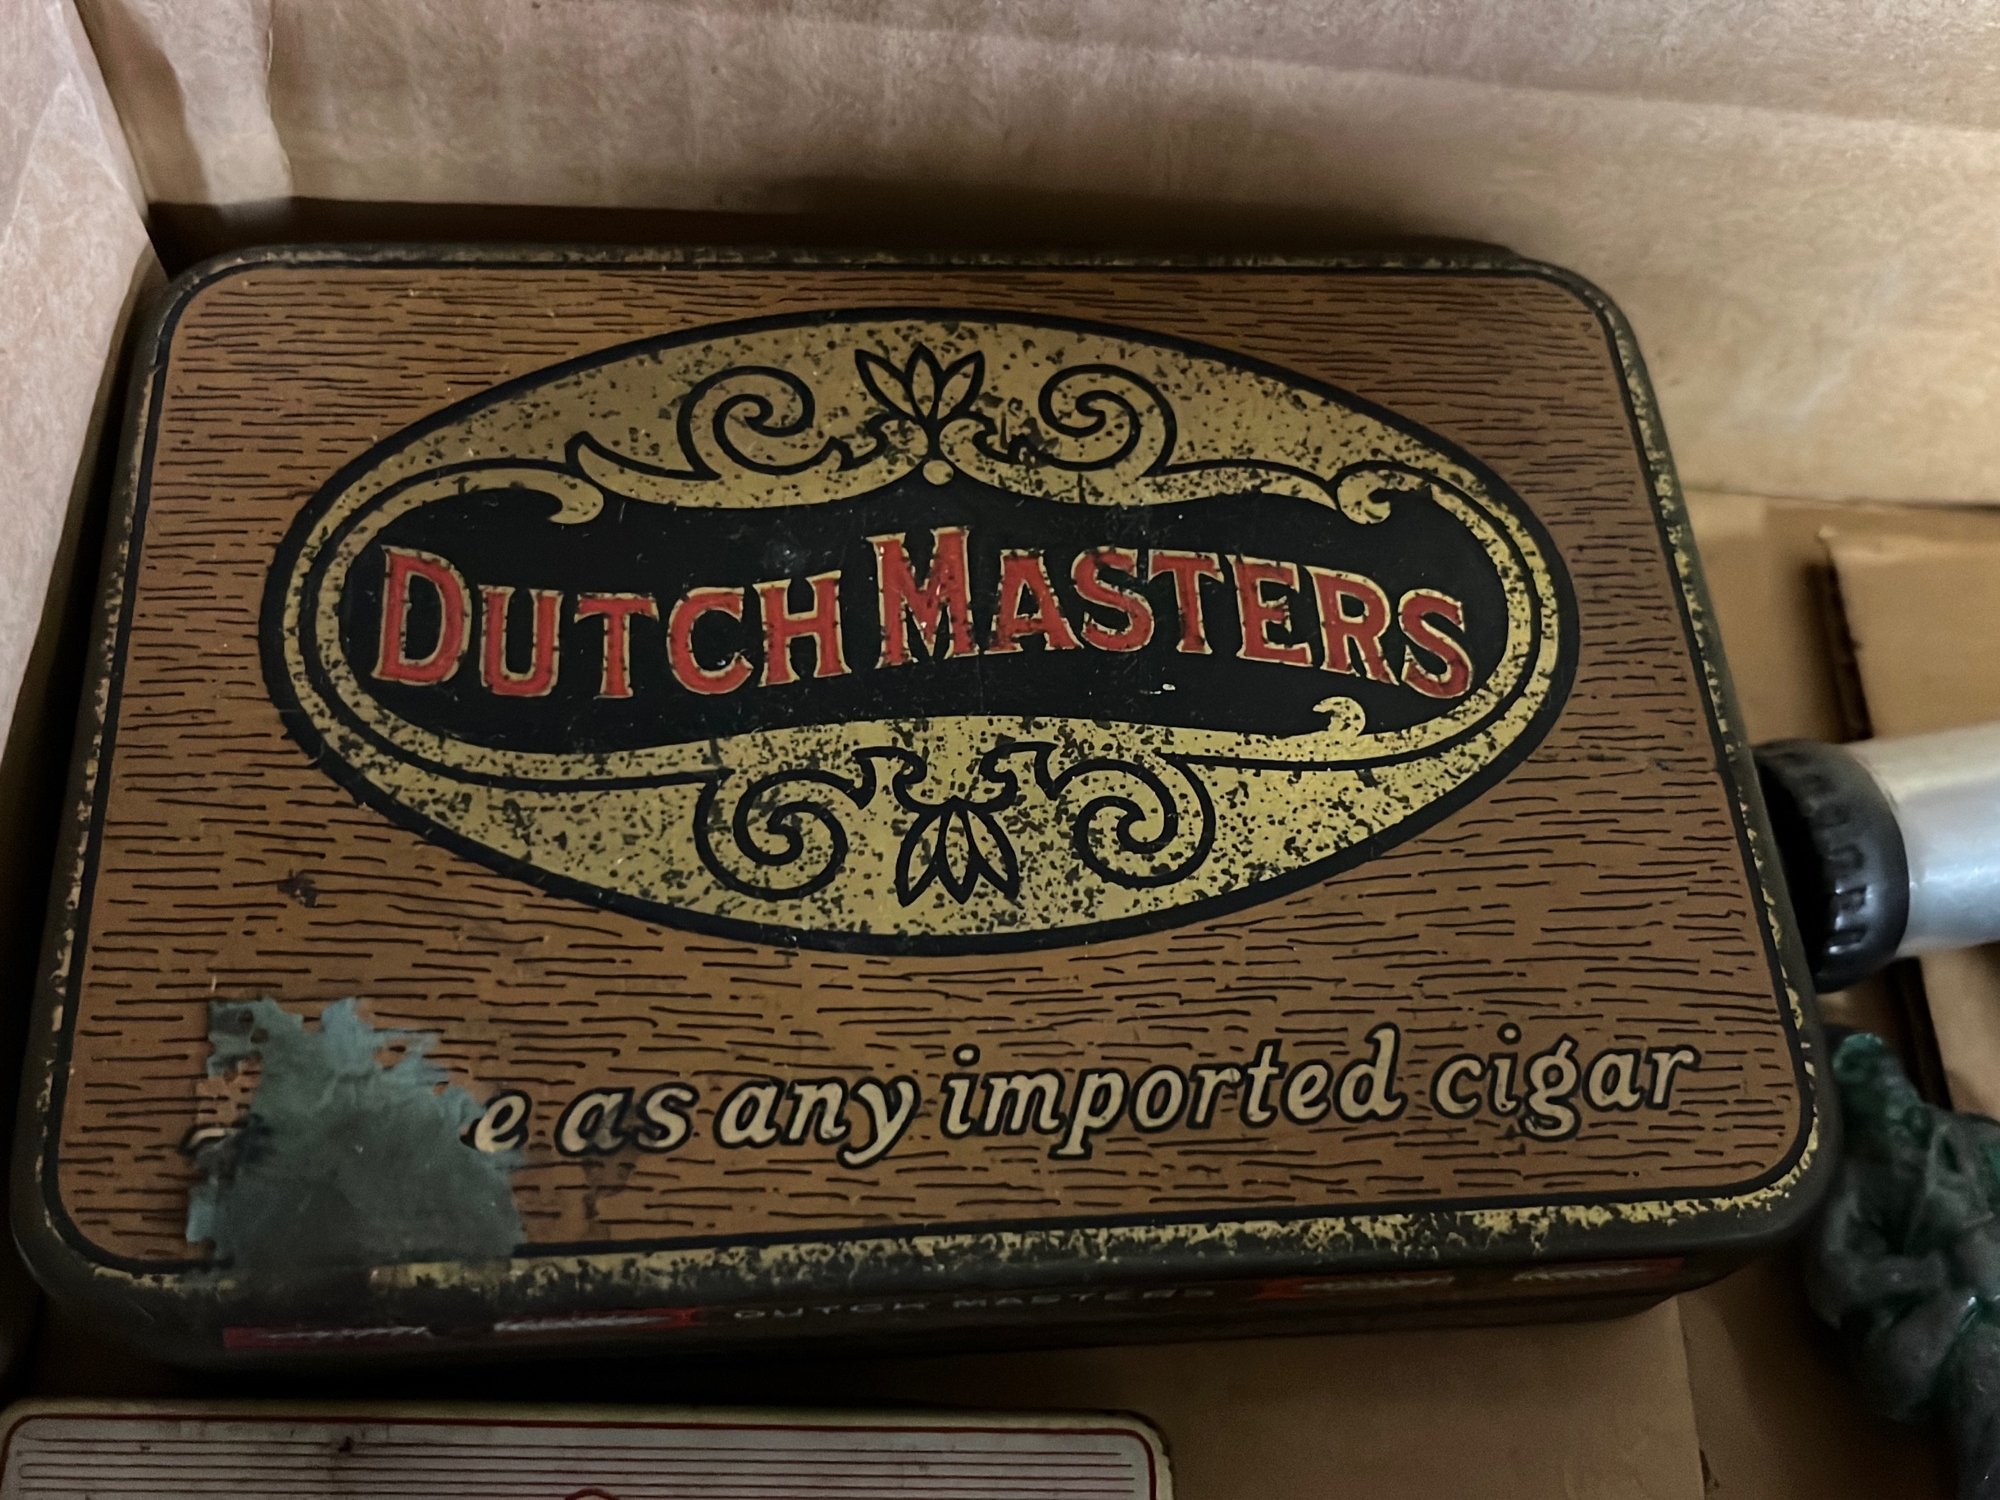 DUTCH MASTERS
as any imported cigar
DUTCH MASTERS